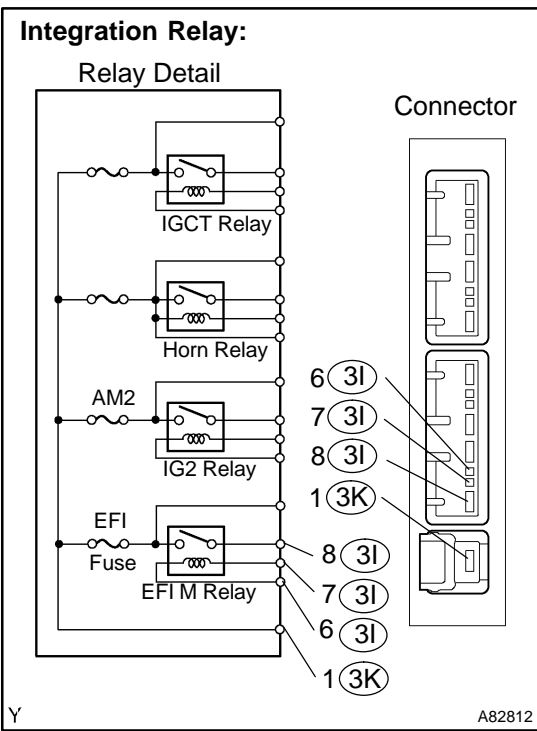 Integration Relay:
Relay Detail
Connector
IGCT Relay
Horn Relay
AM2
IG2 Relay
EFI
Fuse
EFI M Relay
6 3I
7 3I
8 3I
1 3K
8 3I
7 3I
6 3I
1 3K
Y
A82812